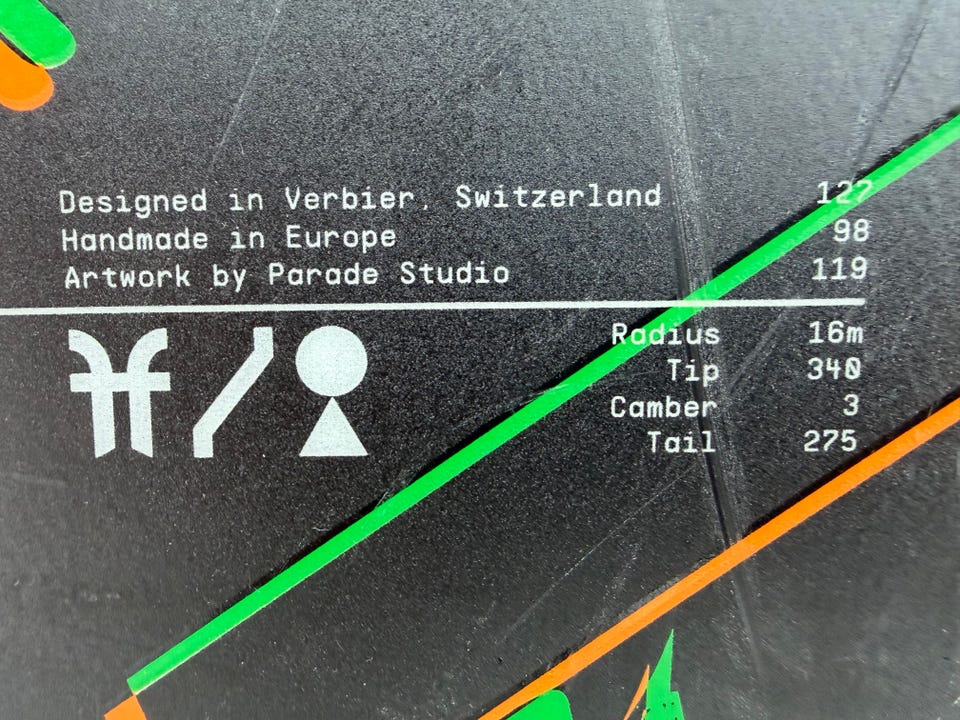 Designed in Verbier, Switzerland 127
Handmade in Europe 98
Artwork by Parade Studio 119
Radius 16m
Tip 340
Camber 3
Tail 275